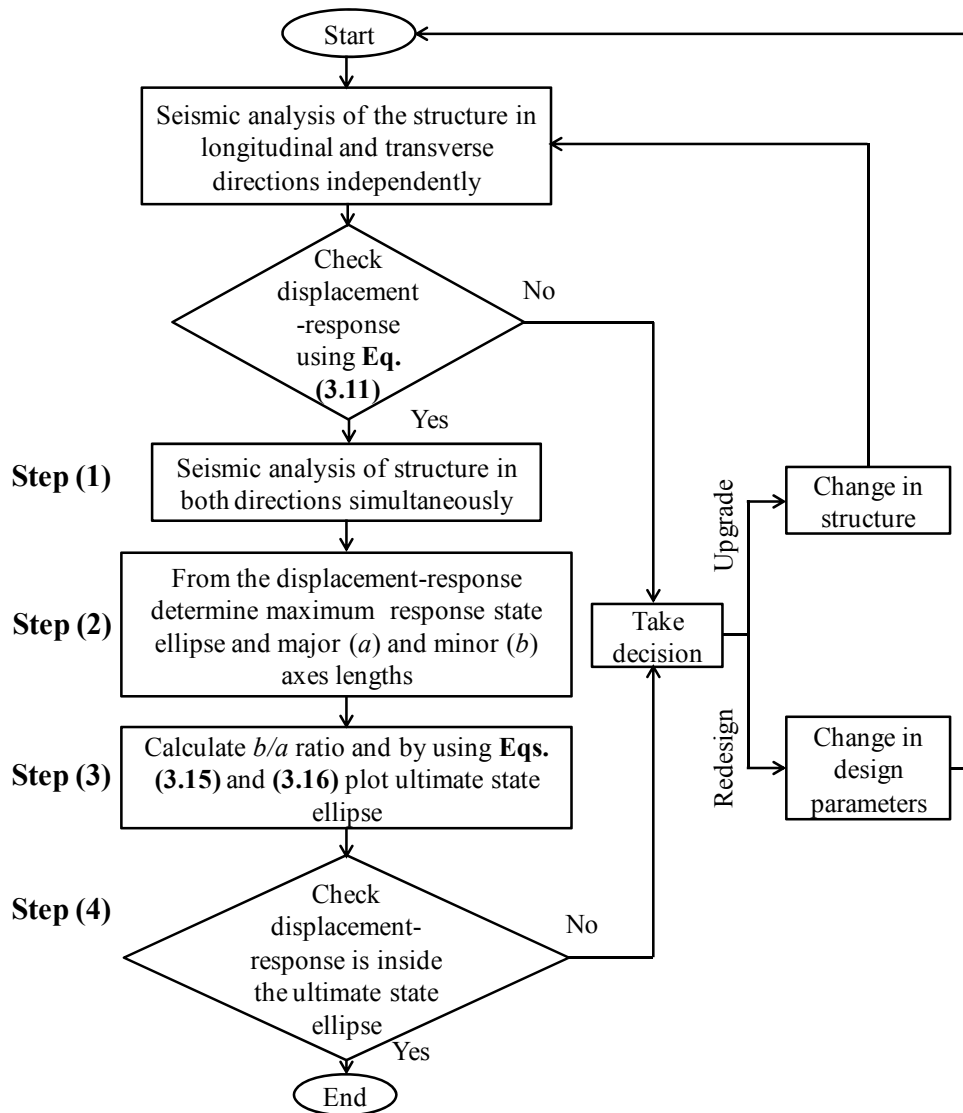 Start
Seismic analysis of the structure in
longitudinal and transverse
directions independently
Check
displacement
-response
using Eq.
(3.11)
No
Yes
Step (1)
Seismic analysis of structure in
both directions simultaneously
Step (2)
From the displacement-response
determine maximum response state
ellipse and major (a) and minor (b)
axes lengths
Step (3)
Calculate b/a ratio and by using Eqs.
(3.15) and (3.16) plot ultimate state
ellipse
Step (4)
Check
displacement-
response is inside
the ultimate state
ellipse
No
Yes
End
Take
decision
Upgrade
Change in
structure
Redesign
Change in
design
parameters